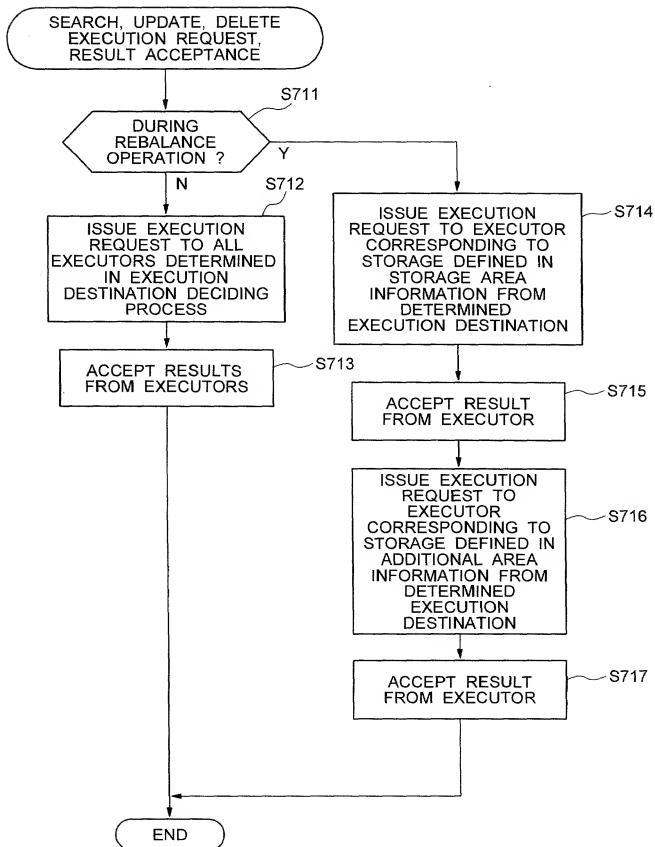 SEARCH, UPDATE, DELETE
EXECUTION REQUEST,
RESULT ACCEPTANCE
S711
DURING
REBALANCE
OPERATION ?
Y
N
S712
ISSUE EXECUTION
REQUEST TO ALL
EXECUTORS DETERMINED
IN EXECUTION
DESTINATION DECIDING
PROCESS
S714
ISSUE EXECUTION
REQUEST TO EXECUTOR
CORRESPONDING TO
STORAGE DEFINED IN
STORAGE AREA
INFORMATION FROM
DETERMINED
EXECUTION DESTINATION
S713
ACCEPT RESULTS
FROM EXECUTORS
S715
ACCEPT RESULT
FROM EXECUTOR
ISSUE EXECUTION
REQUEST TO
EXECUTOR
CORRESPONDING TO
STORAGE DEFINED IN
ADDITIONAL AREA
INFORMATION FROM
DETERMINED
EXECUTION
DESTINATION
S716
ACCEPT RESULT
FROM EXECUTOR
S717
END